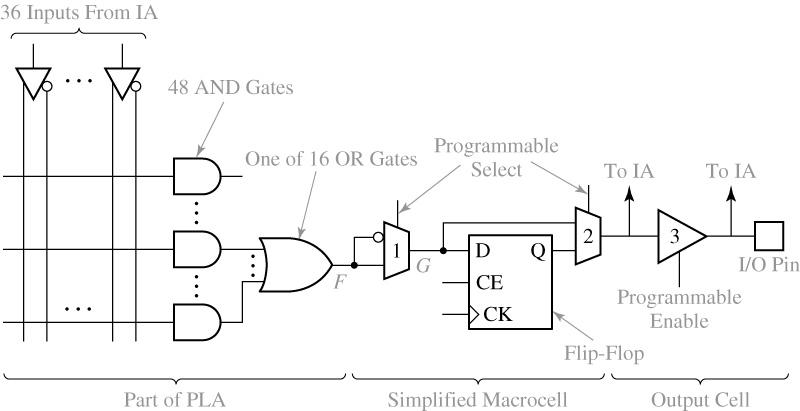 36 Inputs From IA
48 AND Gates
One of 16 OR Gates
Programmable
Select
To IA
To IA
F
1
G
D
Q
CE
CK
2
3
I/O Pin
Programmable
Enable
Flip-Flop
Part of PLA
Simplified Macrocell
Output Cell